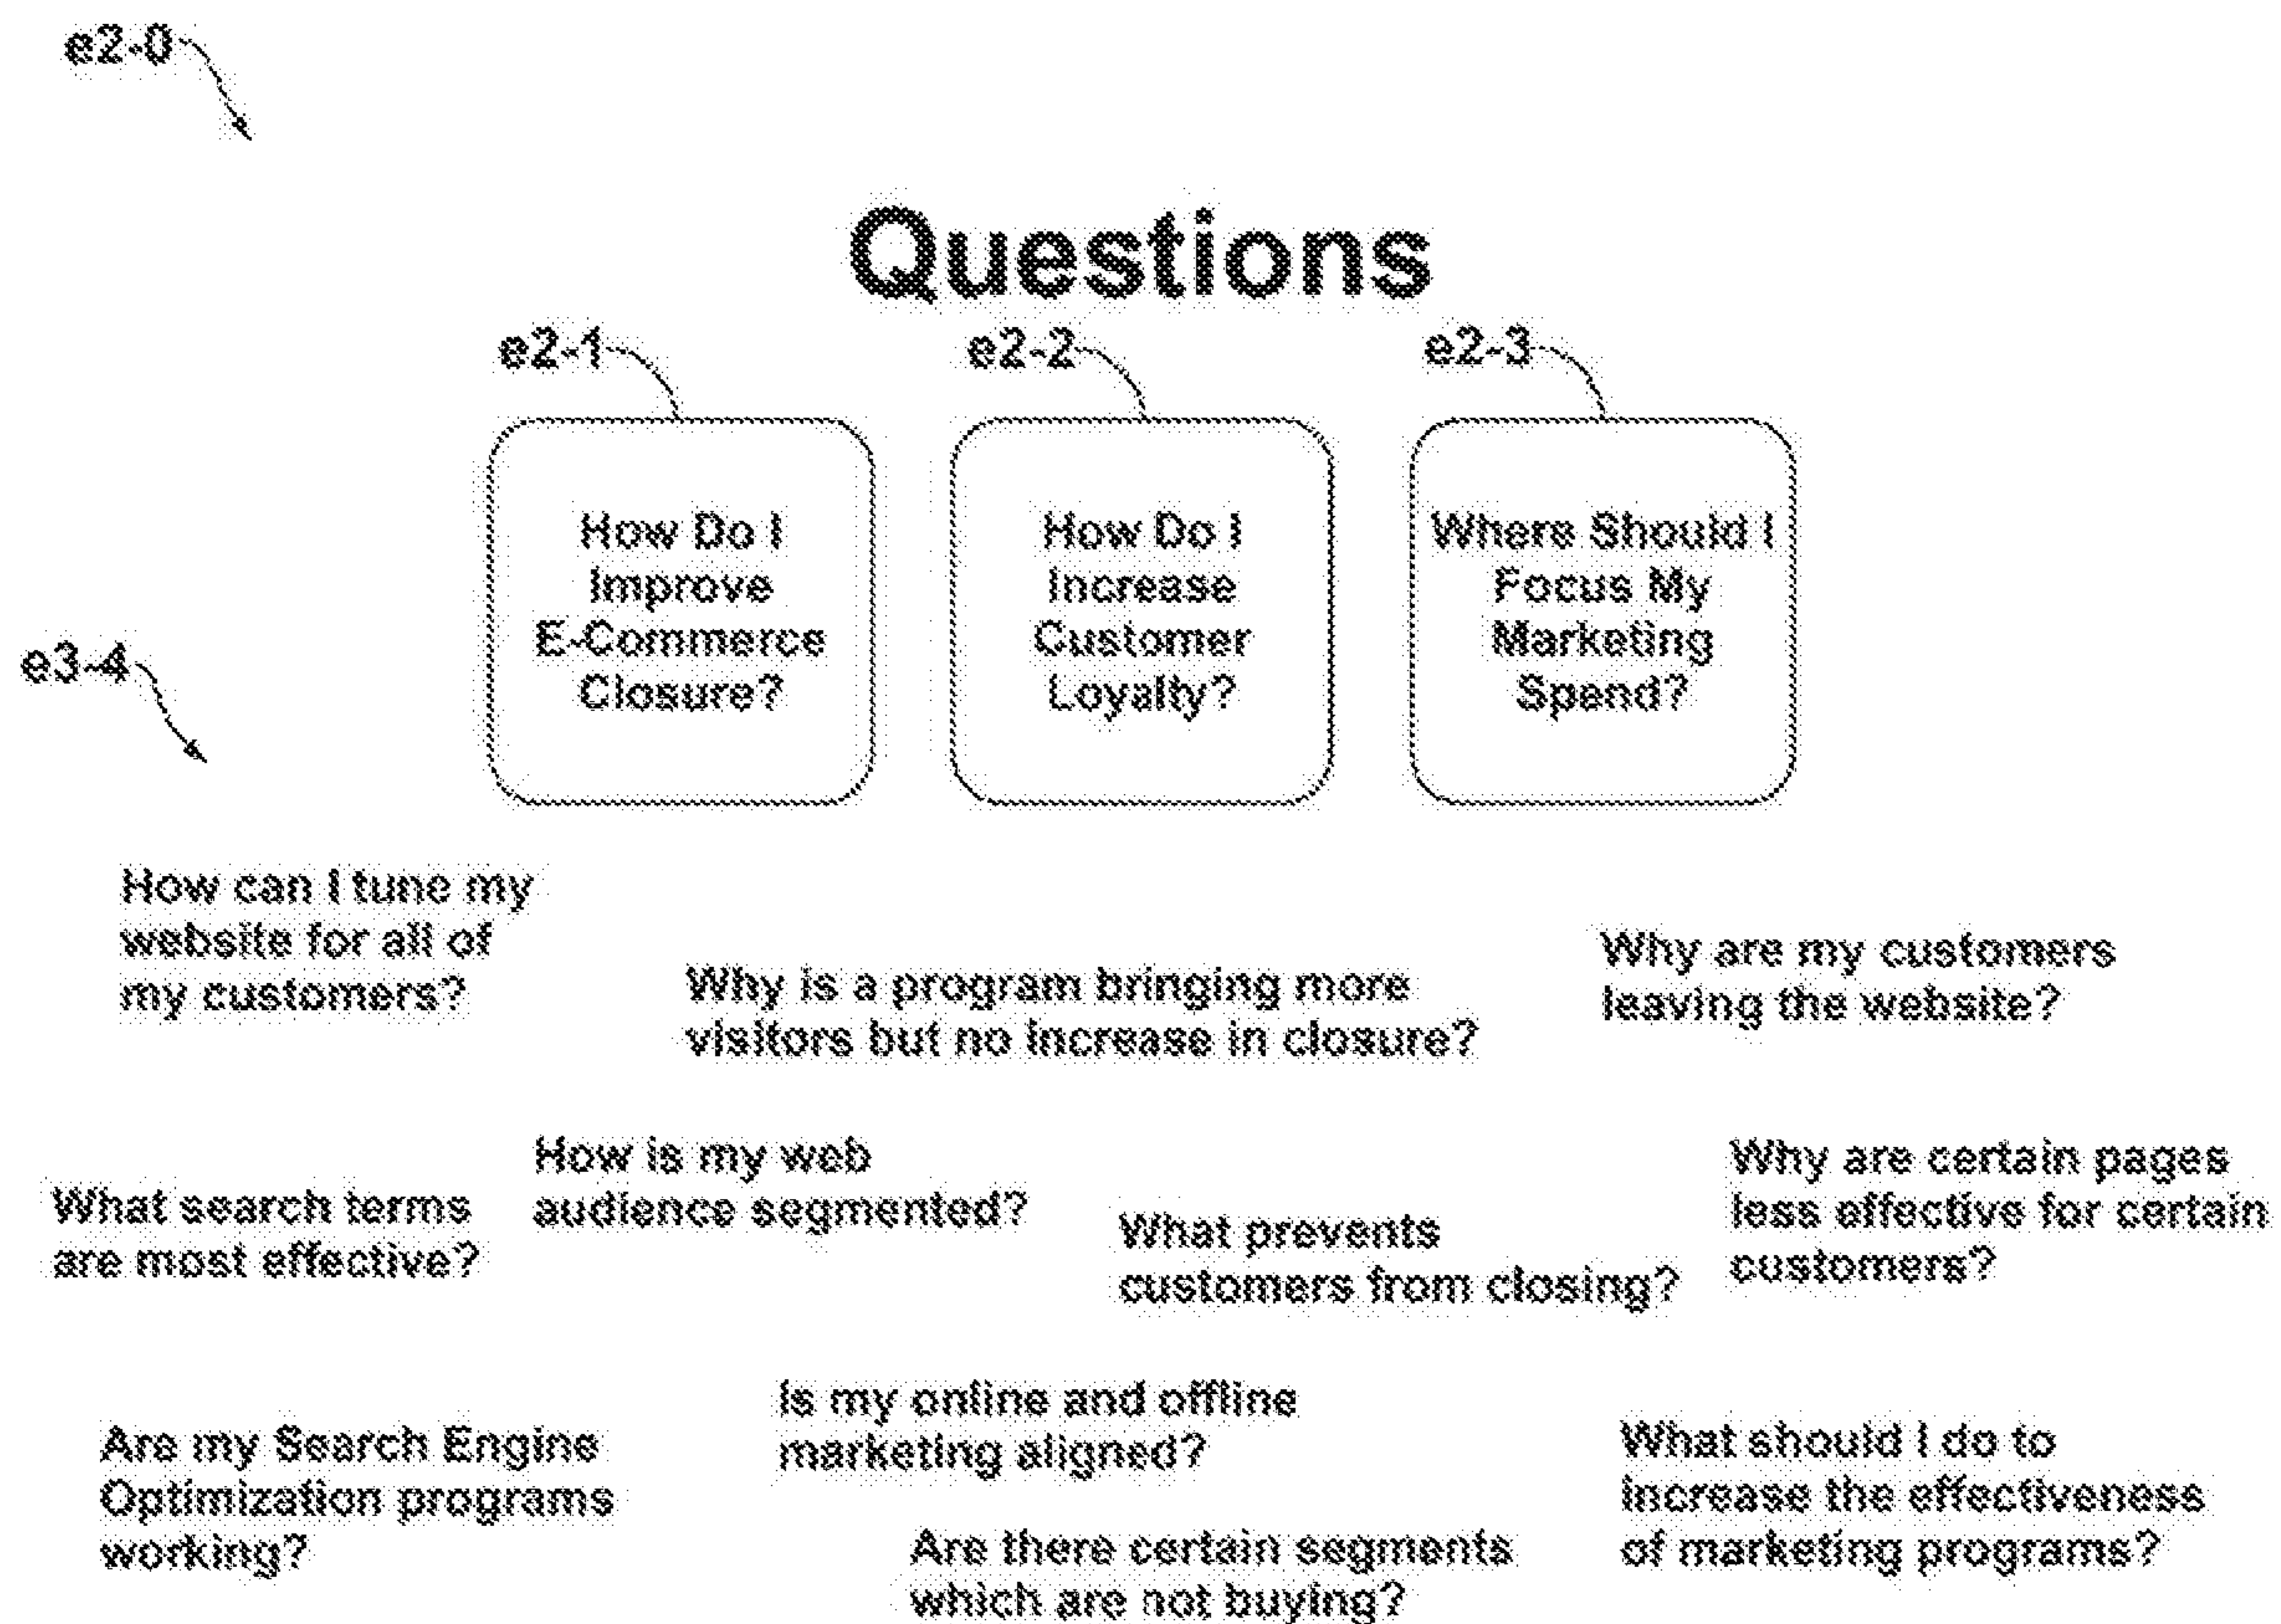 e2-0
Questions
e2-1
e2-2
e2-3
How Do I
Improve
E-Commerce
Closure?
How Do I
Increase
Customer
Loyalty?
Where Should I
Focus My
Marketing
Spend?
e3-4
How can I tune my
website for all of
my customers?
Why is a program bringing more
visitors but no increase in closure?
Why are my customers
leaving the website?
What search terms
are most effective?
How is my web
audience segmented?
What prevents
customers from closing?
Why are certain pages
less effective for certain
customers?
Are my Search Engine
Optimization programs
working?
Is my online and offline
marketing aligned?
Are there certain segments
which are not buying?
What should I do to
increase the effectiveness
of marketing programs?